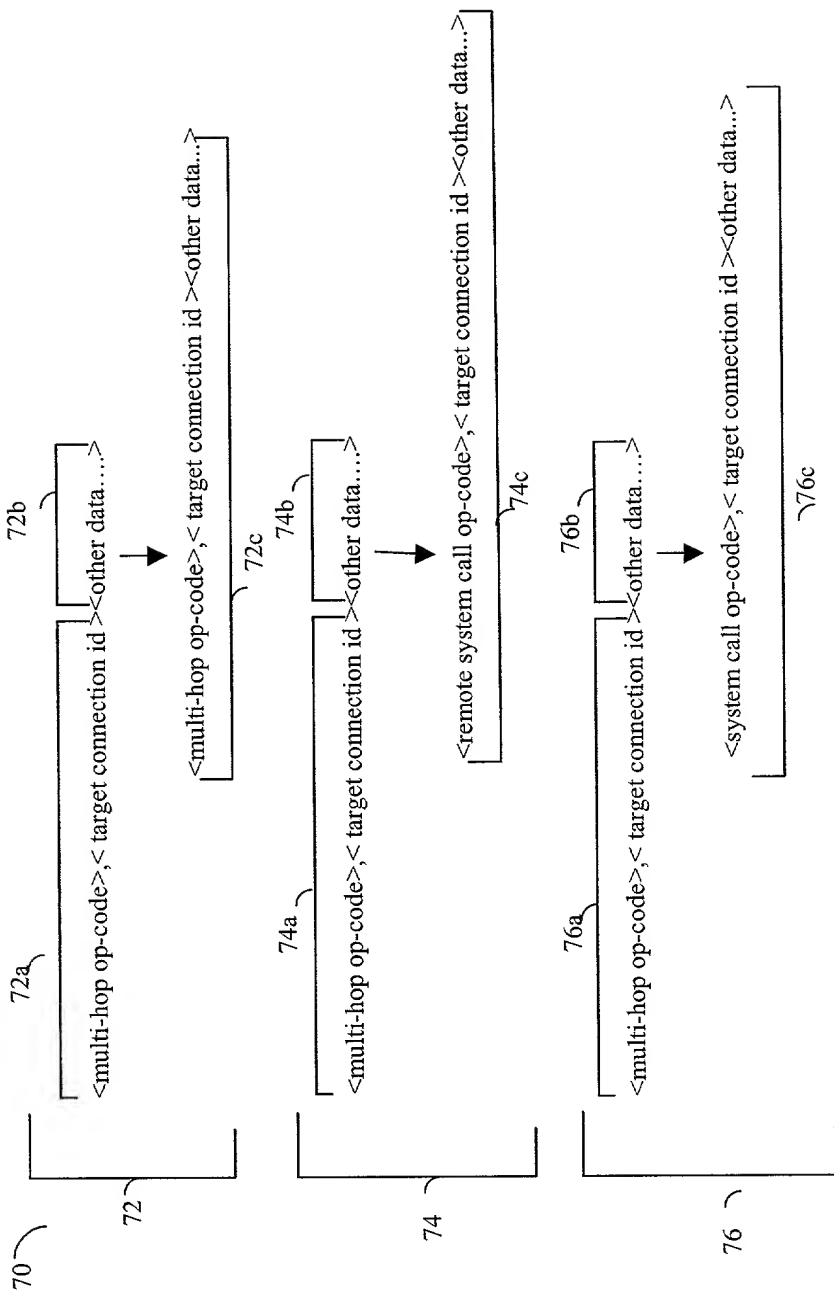 70
72
72a
72b
<multi-hop op-code>,< target connection id ><other data.....>
<multi-hop op-code>,< target connection id ><other data...>
72c
74
74a
74b
<multi-hop op-code>,< target connection id ><other data.....>
<remote system call op-code>,< target connection id ><other data...>
74c
76
76a
76b
<multi-hop op-code>,< target connection id ><other data.....>
<system call op-code>,< target connection id ><other data...>
76c